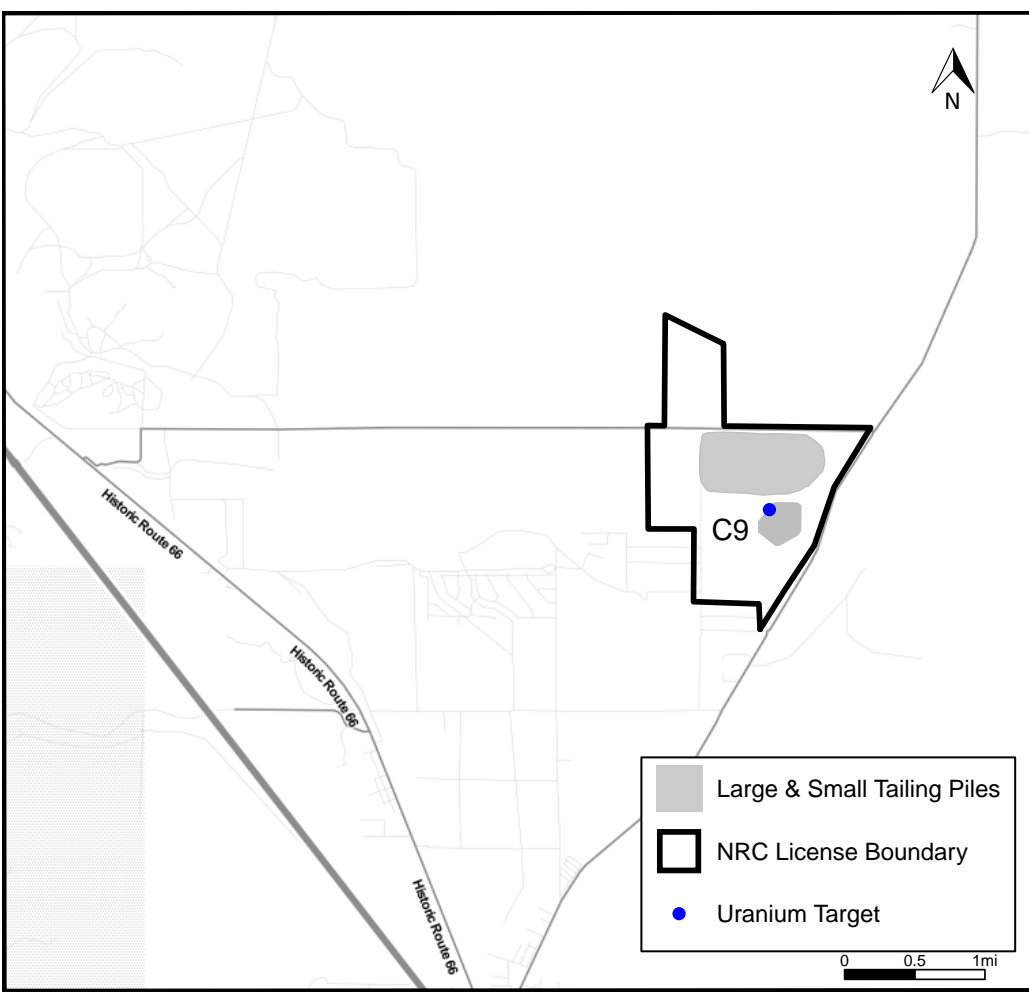 N
C9
Historic Route 66
Historic Route 66
Historic Route 66
Large & Small Tailing Piles
NRC License Boundary
Uranium Target
0 0.5 1mi